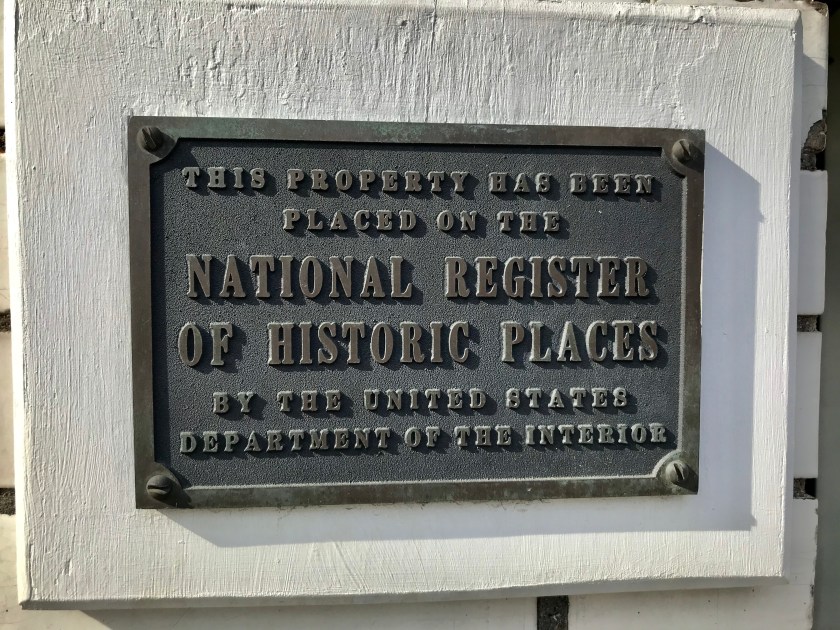 THIS PROPERTY HAS BEEN
PLACED ON THE
NATIONAL REGISTER
OF HISTORIC PLACES
BY THE UNITED STATES
DEPARTMENT OF THE INTERIOR